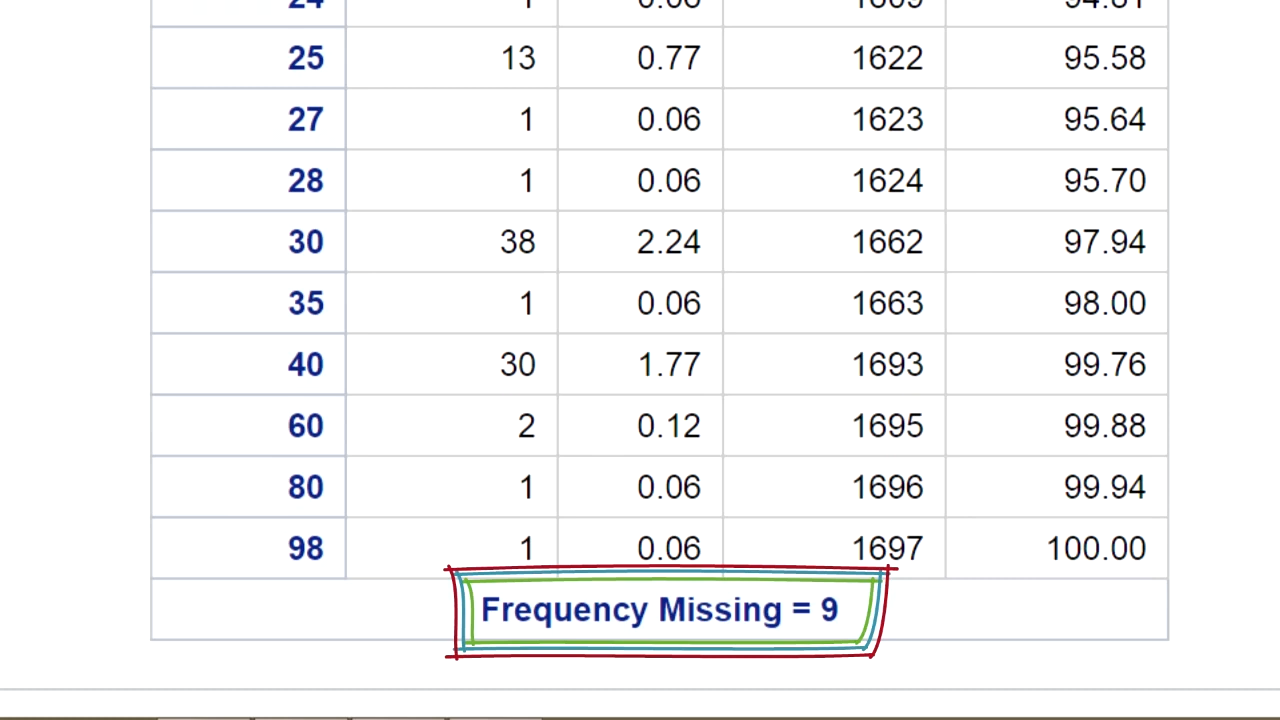 25 13 0.77 1622 95.58
27 1 0.06 1623 95.64
28 1 0.06 1624 95.70
30 38 2.24 1662 97.94
35 1 0.06 1663 98.00
40 30 1.77 1693 99.76
60 2 0.12 1695 99.88
80 1 0.06 1696 99.94
98 1 0.06 1697 100.00
Frequency Missing = 9